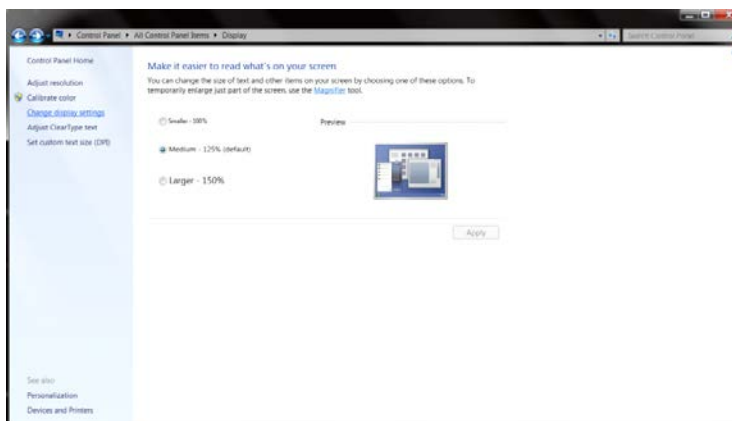 Control Panel ▸ All Control Panel Items ▸ Display
Search Control Panel
Control Panel Home
Adjust resolution
Calibrate color
Change display settings
Adjust ClearType text
Set custom text size (DPI)
See also
Personalization
Devices and Printers
Make it easier to read what's on your screen
You can change the size of text and other items on your screen by choosing one of these options. To
temporarily enlarge just part of the screen, use the Magnifier tool.
Smaller - 100%
Preview
Medium - 125% (default)
Larger - 150%
Apply